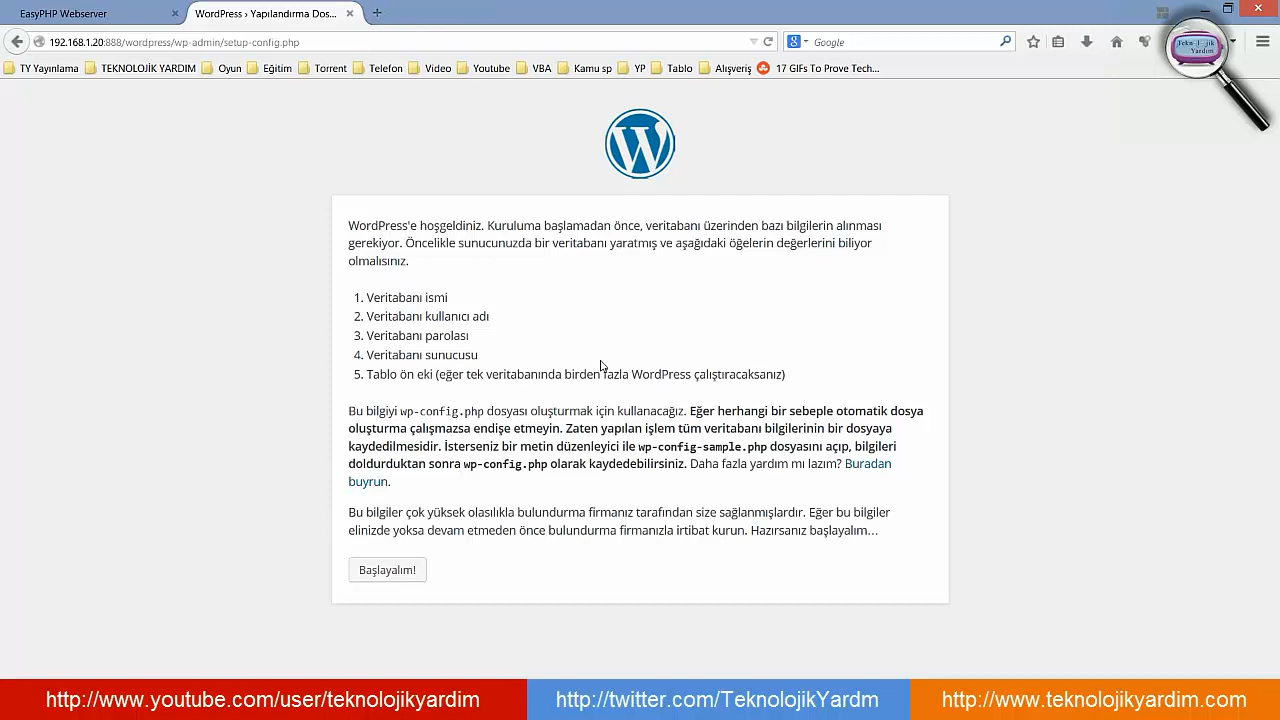 EasyPHP Webserver
WordPress › Yapılandırma Dos...
192.168.1.20:888/wordpress/wp-admin/setup-config.php
Google
TY Yayınlama
TEKNOLOJİK YARDIM
Oyun
Eğitim
Torrent
Telefon
Video
Youtube
VBA
Kamu sp
YP
Tablo
Alışveriş
17 GIFs To Prove Tech...
WordPress'e hoşgeldiniz. Kuruluma başlamadan önce, veritabanı üzerinden bazı bilgilerin alınması
gerekiyor. Öncelikle sunucunuzda bir veritabanı yaratmış ve aşağıdaki öğelerin değerlerini biliyor
olmalısınız.
1. Veritabanı ismi
2. Veritabanı kullanıcı adı
3. Veritabanı parolası
4. Veritabanı sunucusu
5. Tablo ön eki (eğer tek veritabanında birden fazla WordPress çalıştıracaksanız)
Bu bilgiyi wp-config.php dosyası oluşturmak için kullanacağız. Eğer herhangi bir sebeple otomatik dosya
oluşturma çalışmazsa endişe etmeyin. Zaten yapılan işlem tüm veritabanı bilgilerinin bir dosyaya
kaydedilmesidir. İsterseniz bir metin düzenleyici ile wp-config-sample.php dosyasını açıp, bilgileri
doldurduktan sonra wp-config.php olarak kaydedebilirsiniz. Daha fazla yardım mı lazım? Buradan
buyrun.
Bu bilgiler çok yüksek olasılıkla bulundurma firmanız tarafından size sağlanmışlardır. Eğer bu bilgiler
elinizde yoksa devam etmeden önce bulundurma firmanızla irtibat kurun. Hazırsanız başlayalım…
Başlayalım!
http://www.youtube.com/user/teknolojikyardim
http://twitter.com/TeknolojikYardm
http://www.teknolojikyardim.com